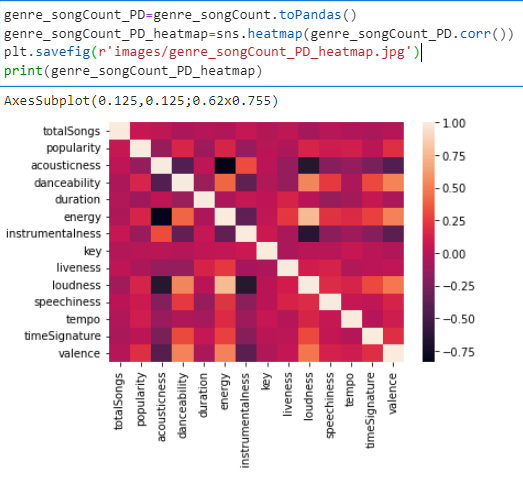 genre_songCount_PD=genre_songCount.toPandas()
genre_songCount_PD_heatmap=sns.heatmap(genre_songCount_PD.corr())
plt.savefig(r'images/genre_songCount_PD_heatmap.jpg')
print(genre_songCount_PD_heatmap)
AxesSubplot(0.125,0.125;0.62x0.755)
totalSongs
popularity
acousticness
danceability
duration
energy
instrumentalness
key
liveness
loudness
speechiness
tempo
timeSignature
valence
1.00
0.75
0.50
0.25
0.00
−0.25
−0.50
−0.75
totalSongs
popularity
acousticness
danceability
duration
energy
instrumentalness
key
liveness
loudness
speechiness
tempo
timeSignature
valence